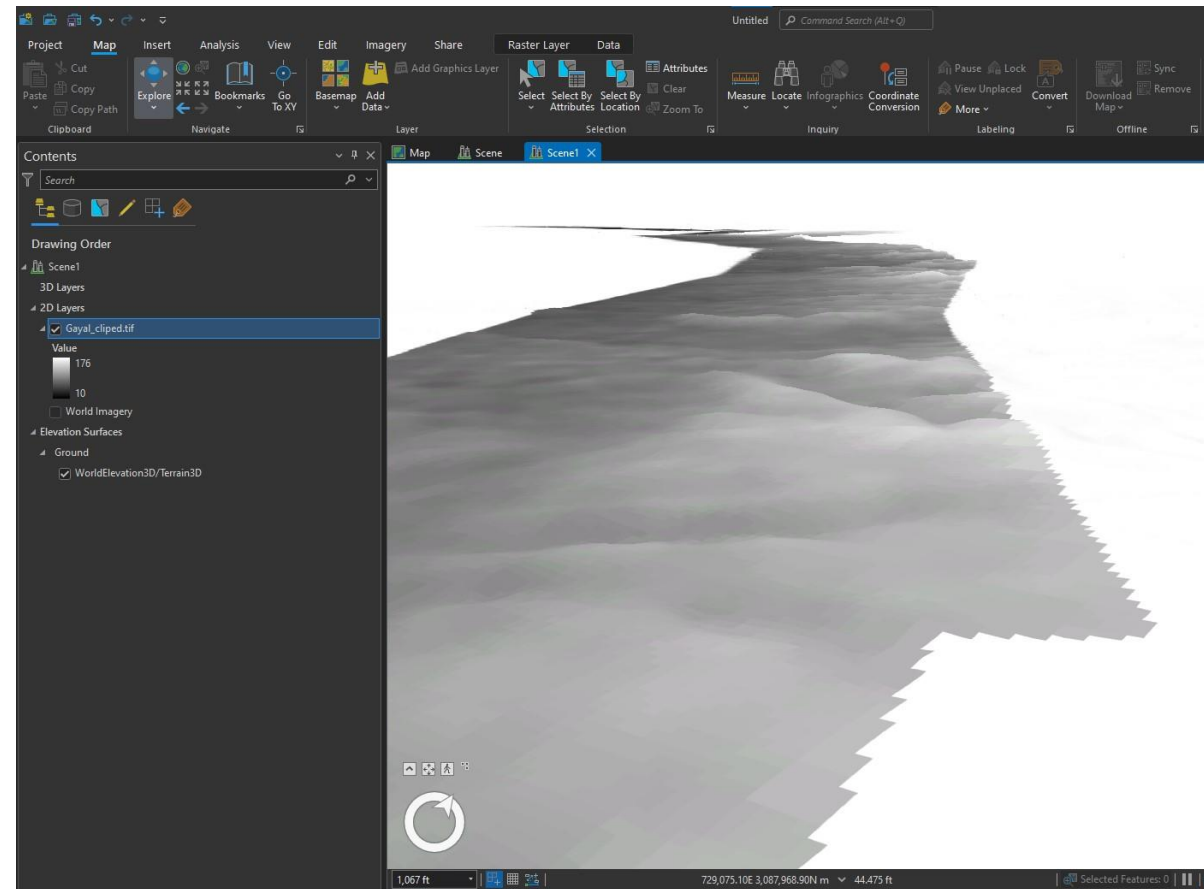 Untitled
Command Search (Alt+Q)
Project Map Insert Analysis View Edit Imagery Share Raster Layer Data
Paste
Cut
Copy
Copy Path
Explore
Bookmarks
Go To XY
Basemap
Add Data
Add Graphics Layer
Select
Select By Attributes
Select By Location
Attributes
Clear
Zoom To
Measure
Locate
Infographics
Coordinate Conversion
Pause
Lock
View Unplaced
More
Convert
Download Map
Sync
Remove
Clipboard Navigate Layer Selection Inquiry Labeling Offline
Contents
Search
Map Scene Scene1
Drawing Order
Scene1
3D Layers
2D Layers
Gayal_cliped.tif
Value
176
10
World Imagery
Elevation Surfaces
Ground
WorldElevation3D/Terrain3D
1,067 ft
729,075.10E 3,087,968.90N m
44.475 ft
Selected Features: 0